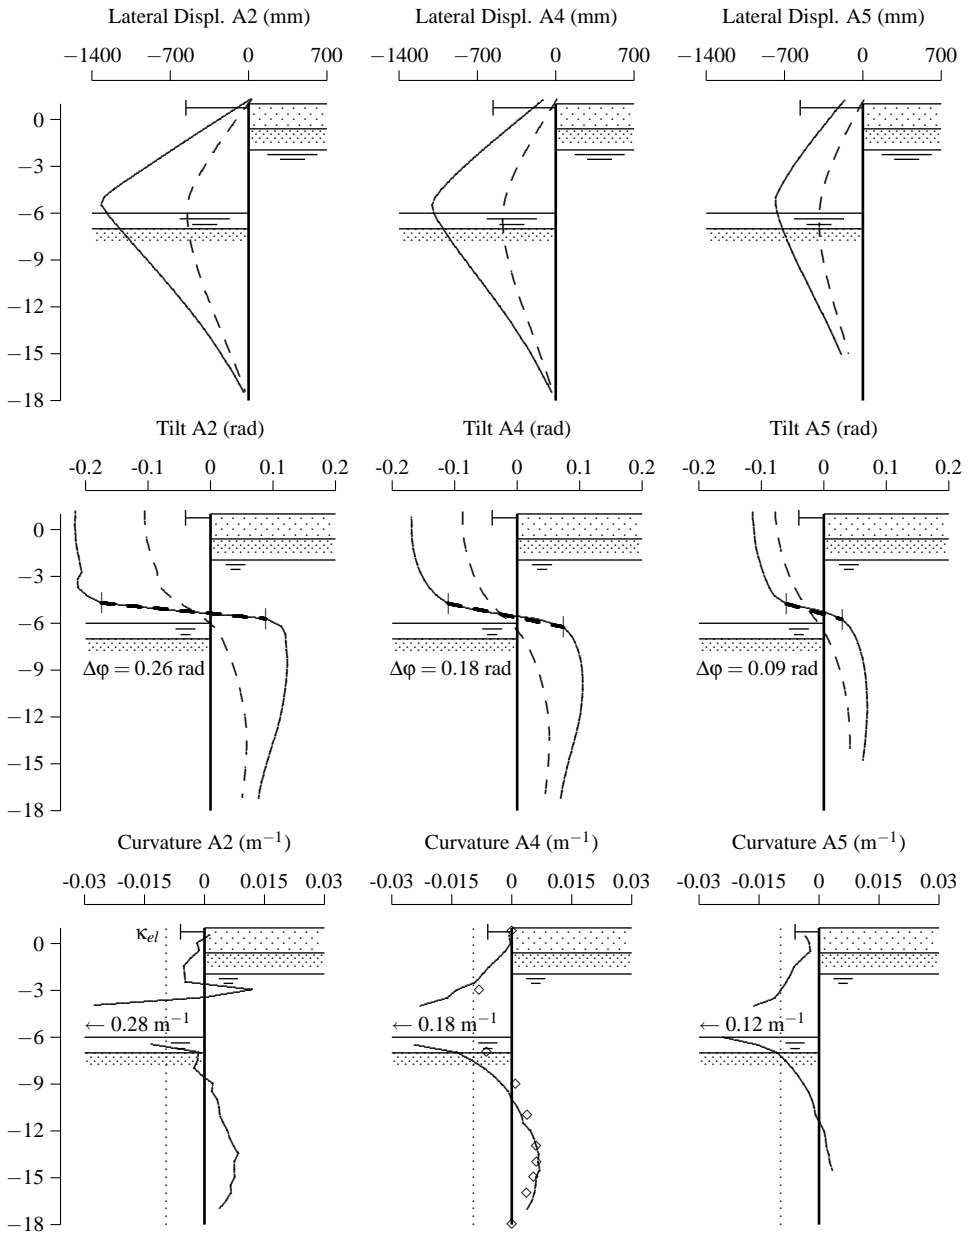 Lateral Displ. A2 (mm) Lateral Displ. A4 (mm) Lateral Displ. A5 (mm)
−1400 −700 0 700 −1400 −700 0 700 −1400 −700 0 700
0
−3
−6
−9
−12
−15
−18
Tilt A2 (rad) Tilt A4 (rad) Tilt A5 (rad)
-0.2 -0.1 0 0.1 0.2 -0.2 -0.1 0 0.1 0.2 -0.2 -0.1 0 0.1 0.2
0
−3
−6
Δφ = 0.26 rad Δφ = 0.18 rad Δφ = 0.09 rad
−9
−12
−15
−18
Curvature A2 (m−1) Curvature A4 (m−1) Curvature A5 (m−1)
-0.03 -0.015 0 0.015 0.03 -0.03 -0.015 0 0.015 0.03 -0.03 -0.015 0 0.015 0.03
κel
0
−3
← 0.28 m−1 ← 0.18 m−1 ← 0.12 m−1
−6
−9
−12
−15
−18